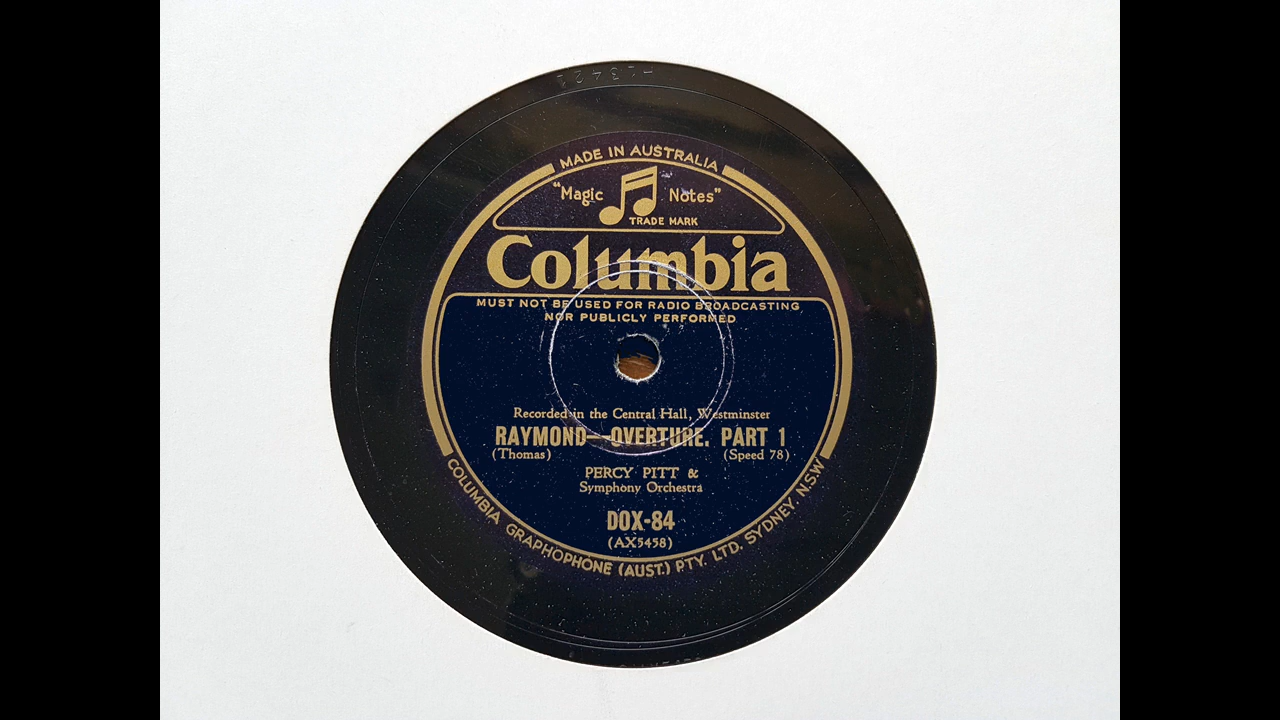 MADE IN AUSTRALIA
"Magic Notes"
TRADE MARK
Columbia
MUST NOT BE USED FOR RADIO BROADCASTING
NOR PUBLICLY PERFORMED
Recorded in the Central Hall, Westminster
RAYMOND—OVERTURE. PART 1
(Thomas) (Speed 78)
PERCY PITT &
Symphony Orchestra
DOX-84
(AX5458)
COLUMBIA GRAPHOPHONE (AUST.) PTY. LTD. SYDNEY. N.S.W